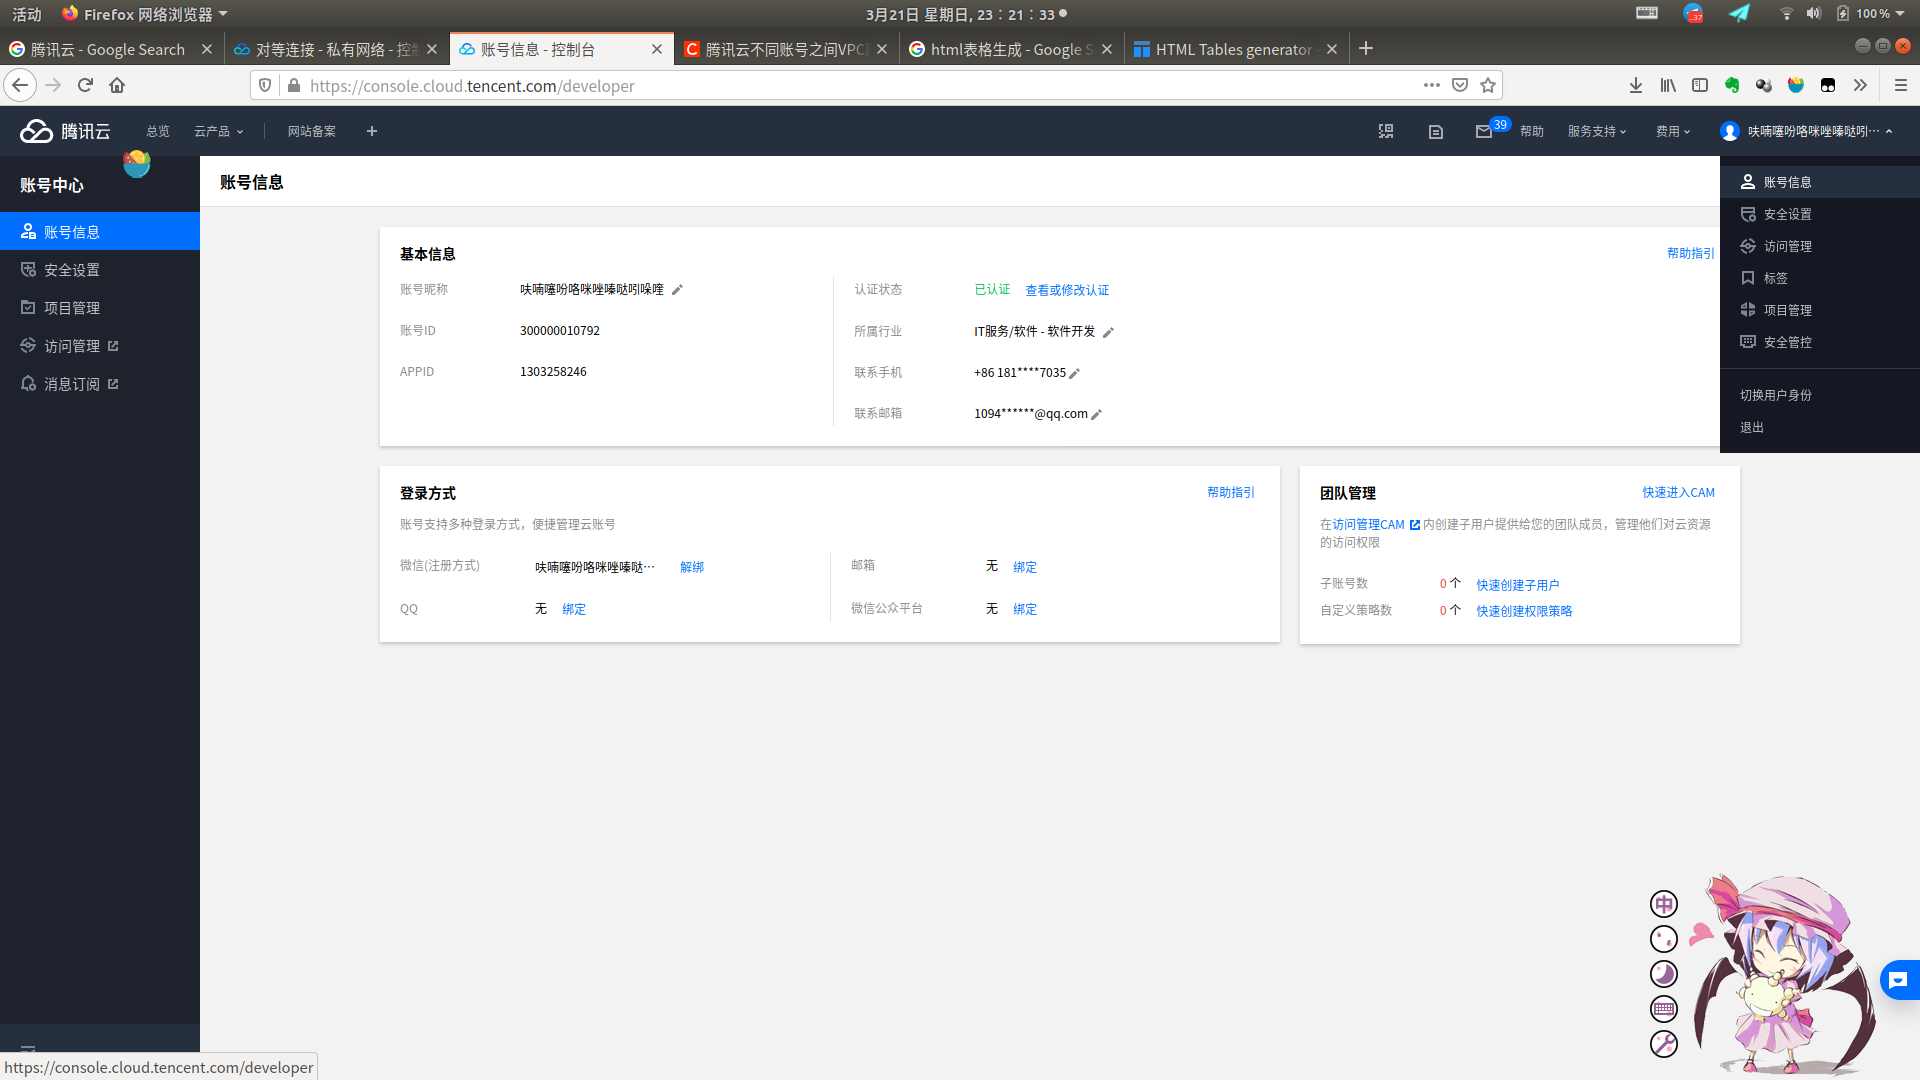 活动 Firefox 网络浏览器 3月21日 星期日, 23：21：33 37 100 %
腾讯云 - Google Search 对等连接 - 私有网络 - 控制 账号信息 - 控制台 腾讯云不同账号之间VPC html表格生成 - Google S HTML Tables generator
https://console.cloud.tencent.com/developer
腾讯云 总览 云产品 网站备案 39 帮助 服务支持 费用 呋喃噻吩咯咪唑嗪哒吲…
账号中心
账号信息
安全设置
项目管理
访问管理
消息订阅
账号信息
基本信息 帮助指引
账号昵称 呋喃噻吩咯咪唑嗪哒吲哚喹
账号ID 300000010792
APPID 1303258246
认证状态 已认证 查看或修改认证
所属行业 IT服务/软件 - 软件开发
联系手机 +86 181****7035
联系邮箱 1094******@qq.com
登录方式 帮助指引
账号支持多种登录方式，便捷管理云账号
微信(注册方式) 呋喃噻吩咯咪唑嗪哒… 解绑
QQ 无 绑定
邮箱 无 绑定
微信公众平台 无 绑定
团队管理 快速进入CAM
在访问管理CAM 内创建子用户提供给您的团队成员，管理他们对云资源
的访问权限
子账号数 0 个 快速创建子用户
自定义策略数 0 个 快速创建权限策略
账号信息
安全设置
访问管理
标签
项目管理
安全管控
切换用户身份
退出
中
https://console.cloud.tencent.com/developer